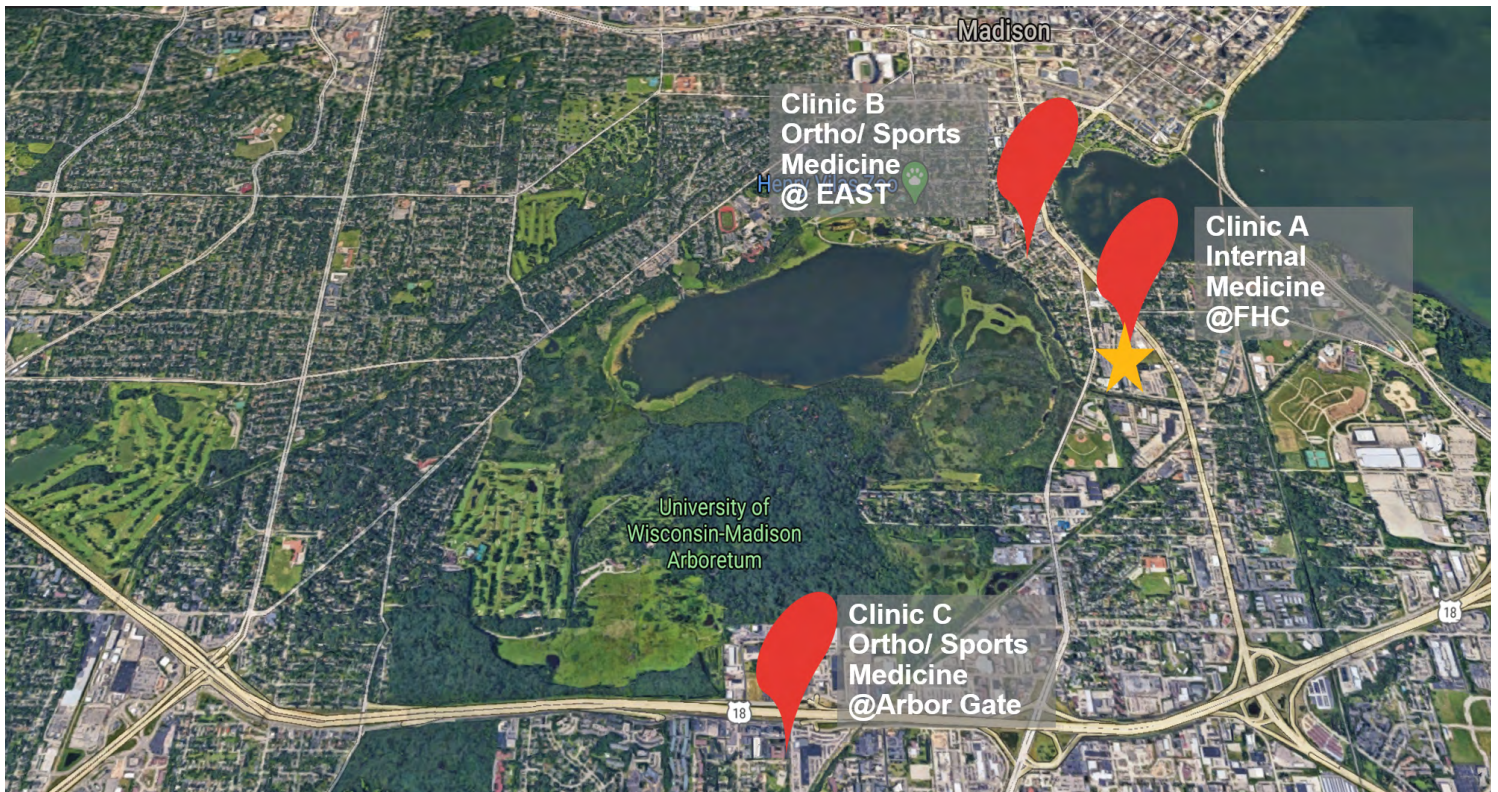 Madison
Clinic B
Ortho/ Sports
Medicine
@ EAST
Henry Vilas Zoo
Clinic A
Internal
Medicine
@FHC
University of
Wisconsin-Madison
Arboretum
Clinic C
Ortho/ Sports
Medicine
@Arbor Gate
18
18